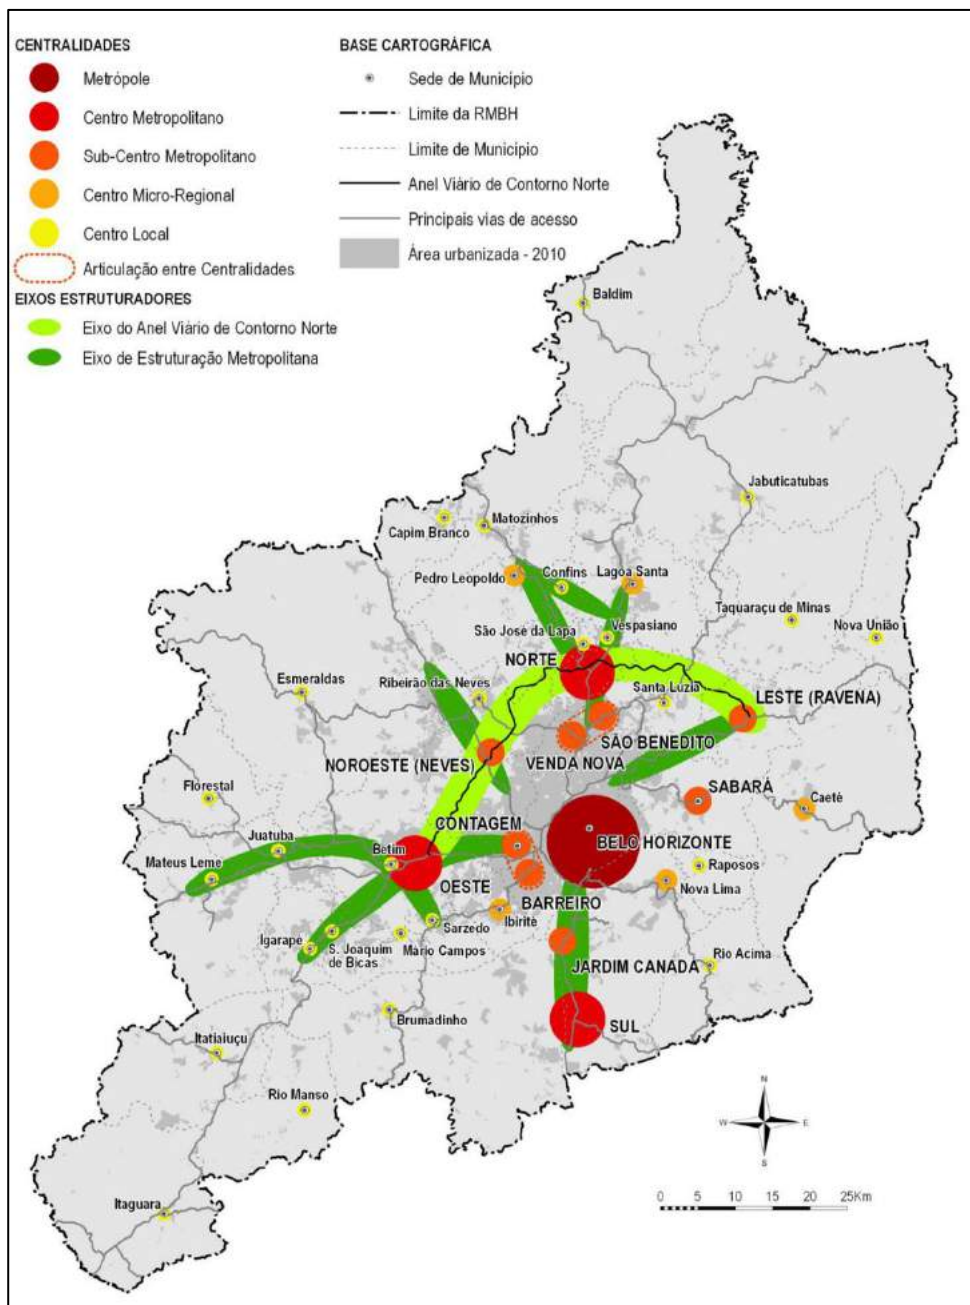 CENTRALIDADES
Metrópole
Centro Metropolitano
Sub-Centro Metropolitano
Centro Micro-Regional
Centro Local
Articulação entre Centralidades
EIXOS ESTRUTURADORES
Eixo do Anel Viário de Contorno Norte
Eixo de Estruturação Metropolitana
BASE CARTOGRÁFICA
Sede de Município
Limite da RMBH
Limite de Município
Anel Viário de Contorno Norte
Principais vias de acesso
Área urbanizada - 2010
Baldim
Jabuticatubas
Matozinhos
Capim Branco
Pedro Leopoldo
Confins
Lagoa Santa
Taquaraçu de Minas
Nova União
São José da Lapa
Vespasiano
NORTE
Esmeraldas
Ribeirão das Neves
Santa Luzia
LESTE (RAVENA)
SÃO BENEDITO
VENDA NOVA
NOROESTE (NEVES)
Florestal
SABARÁ
Caeté
CONTAGEM
BELO HORIZONTE
Juatuba
Betim
Mateus Leme
OESTE
Raposos
Nova Lima
BARREIRO
Ibirité
Sarzedo
Igarapé
S. Joaquim
de Bicas
Mário Campos
JARDIM CANADÁ
Rio Acima
Brumadinho
SUL
Itatiaiuçu
Rio Manso
Itaguara
N
W
E
S
0 5 10 15 20 25Km